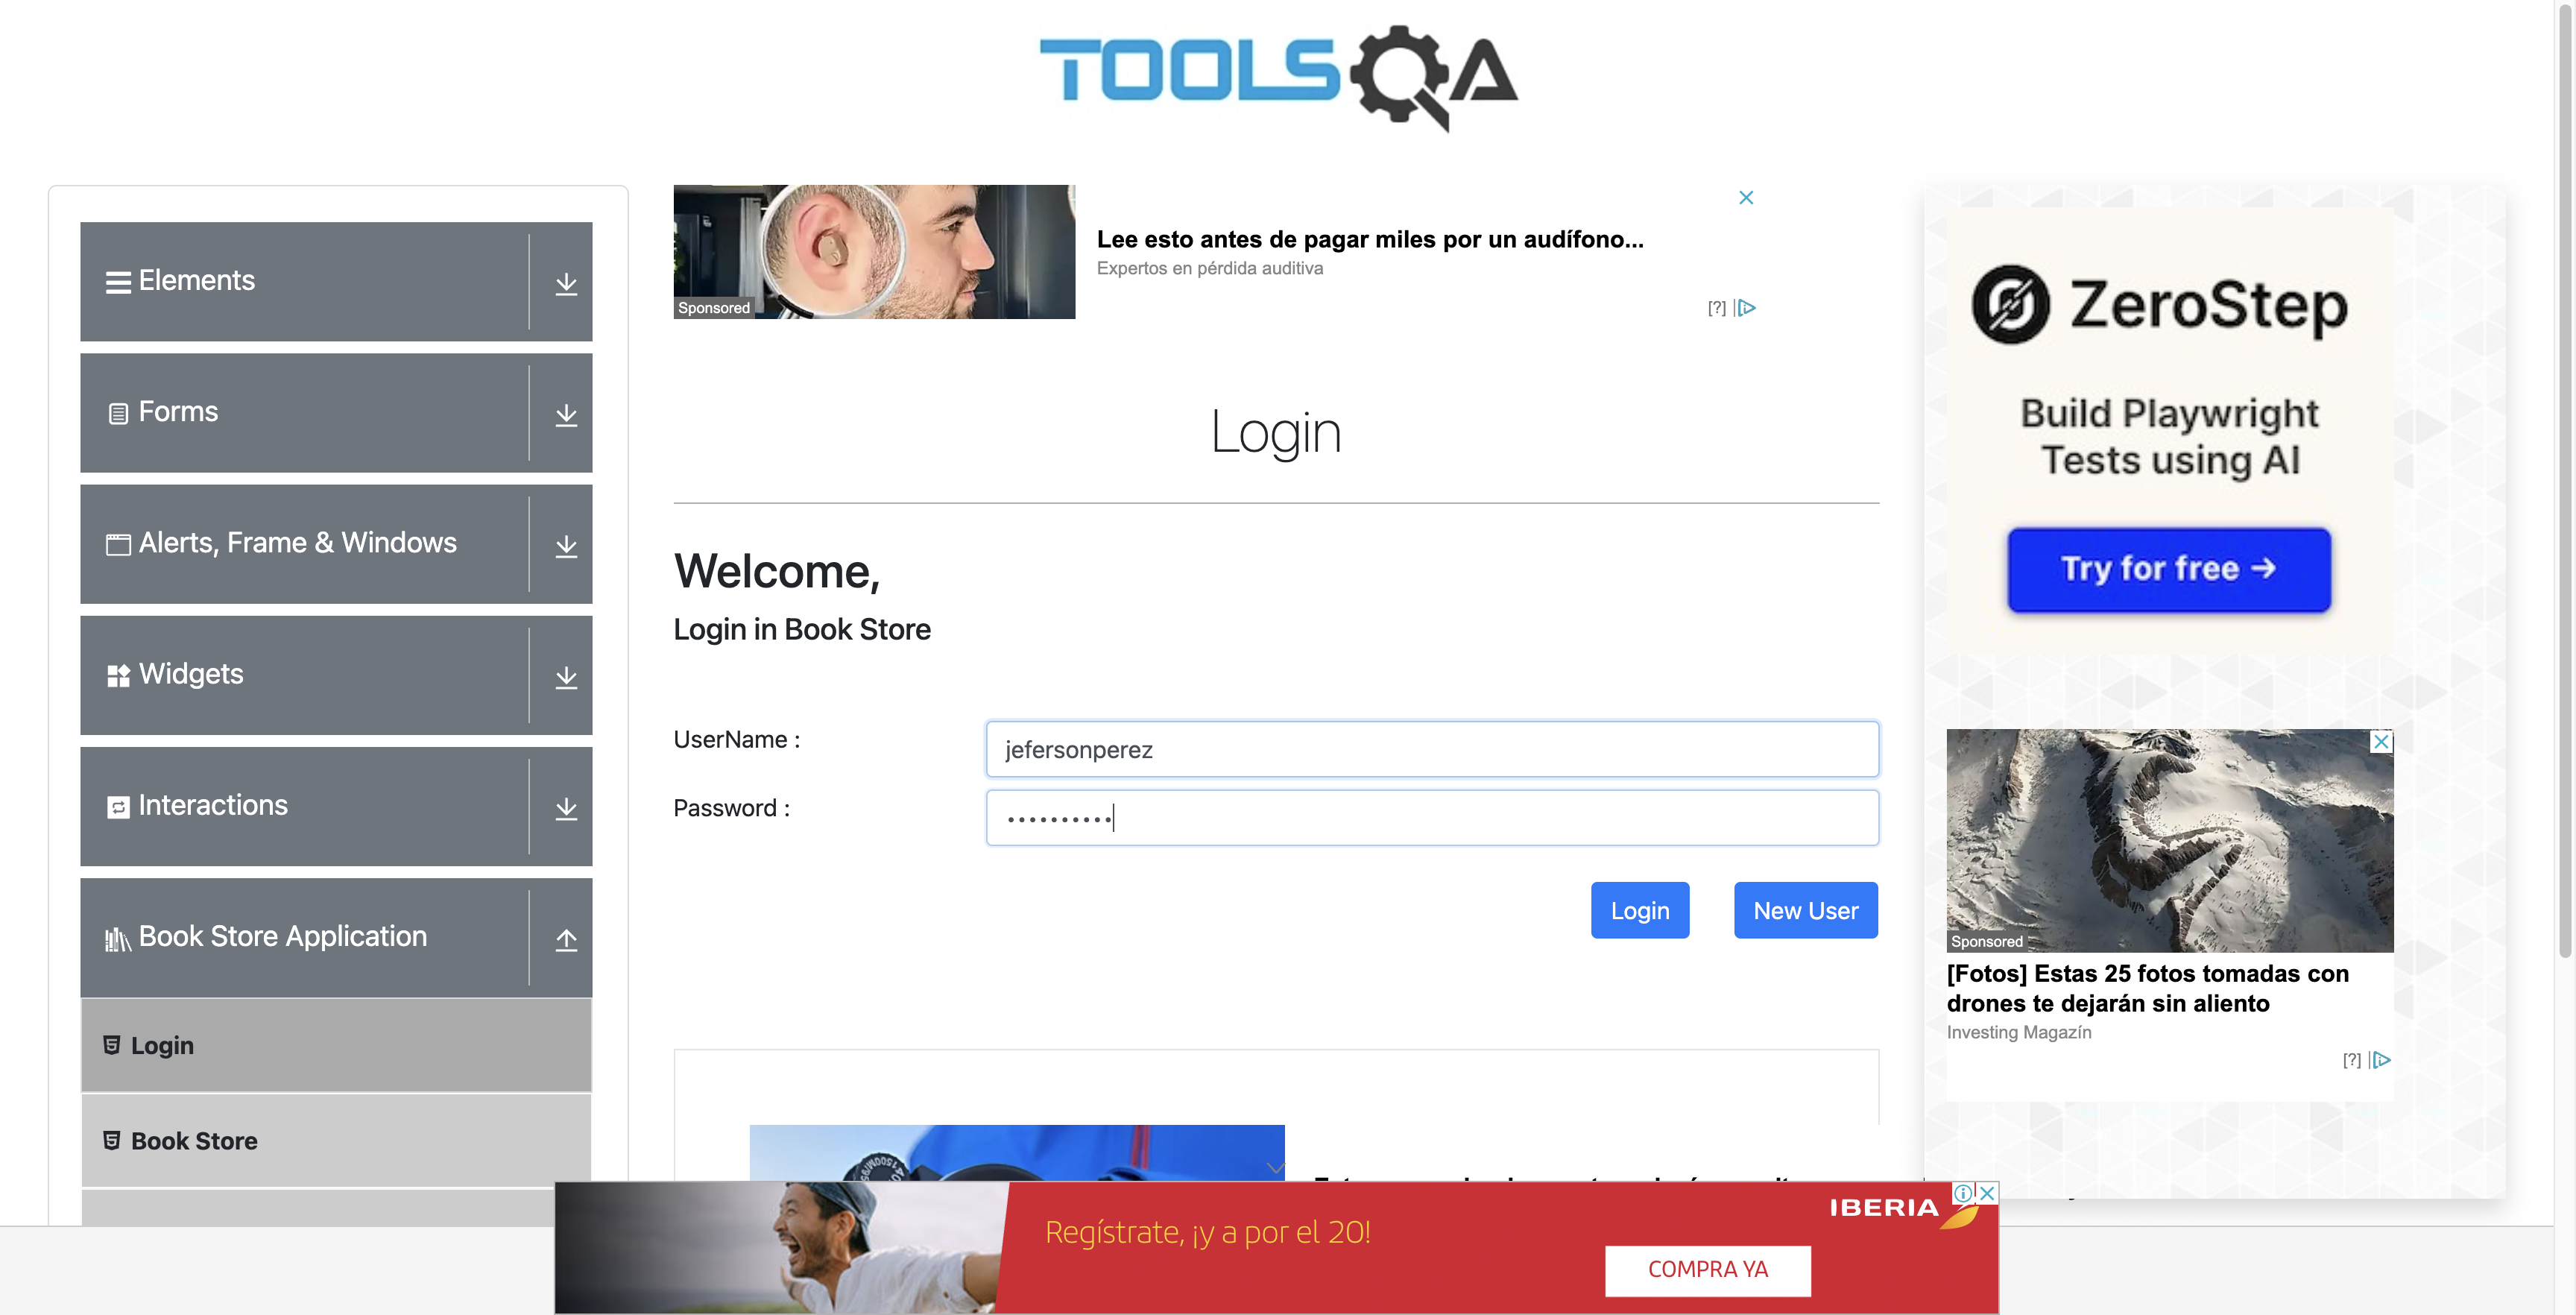 TOOLSQA
Elements
Forms
Alerts, Frame & Windows
Widgets
Interactions
Book Store Application
Login
Book Store
Sponsored
Lee esto antes de pagar miles por un audífono...
Expertos en pérdida auditiva
[?]
Login
Welcome,
Login in Book Store
UserName :
jefersonperez
Password :
Login
New User
ZeroStep
Build Playwright
Tests using AI
Try for free →
Sponsored
[Fotos] Estas 25 fotos tomadas con
drones te dejarán sin aliento
Investing Magazín
[?]
Regístrate, ¡y a por el 20!
IBERIA
COMPRA YA